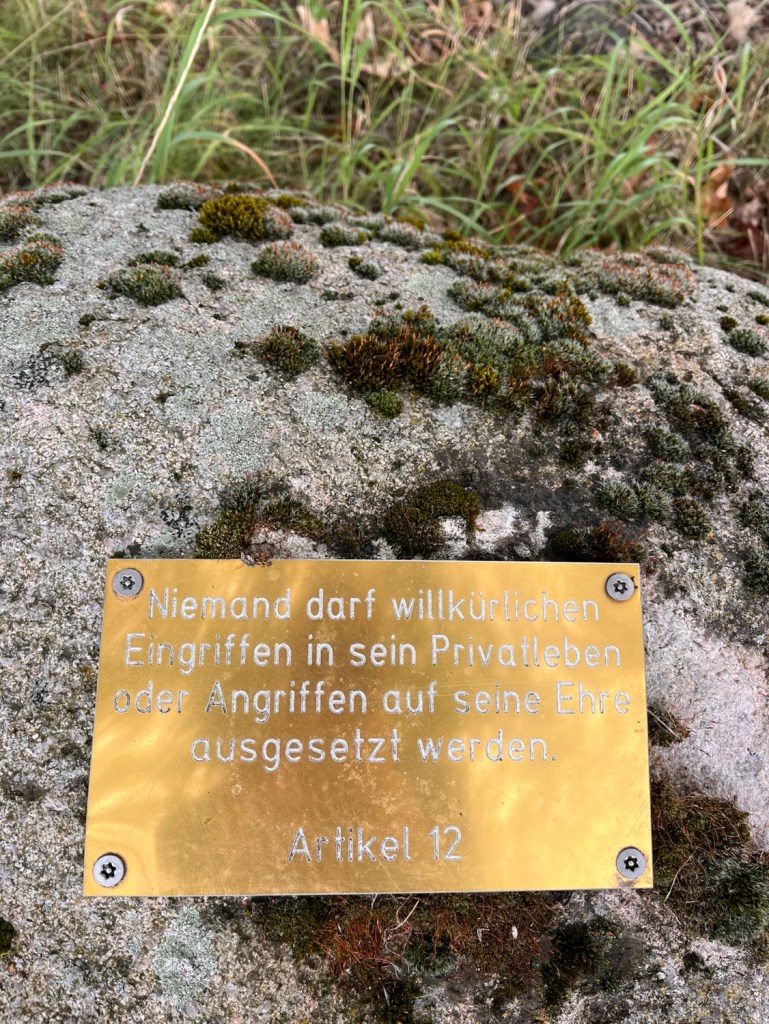 Niemand darf willkürlichen
Eingriffen in sein Privatleben
oder Angriffen auf seine Ehre
ausgesetzt werden.
Artikel 12